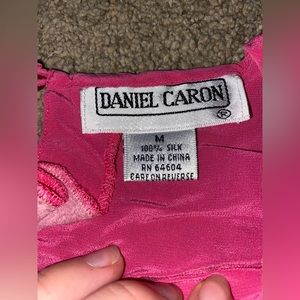 DANIEL CARON
®
M
100% SILK
MADE IN CHINA
RN 64604
CARE ON REVERSE